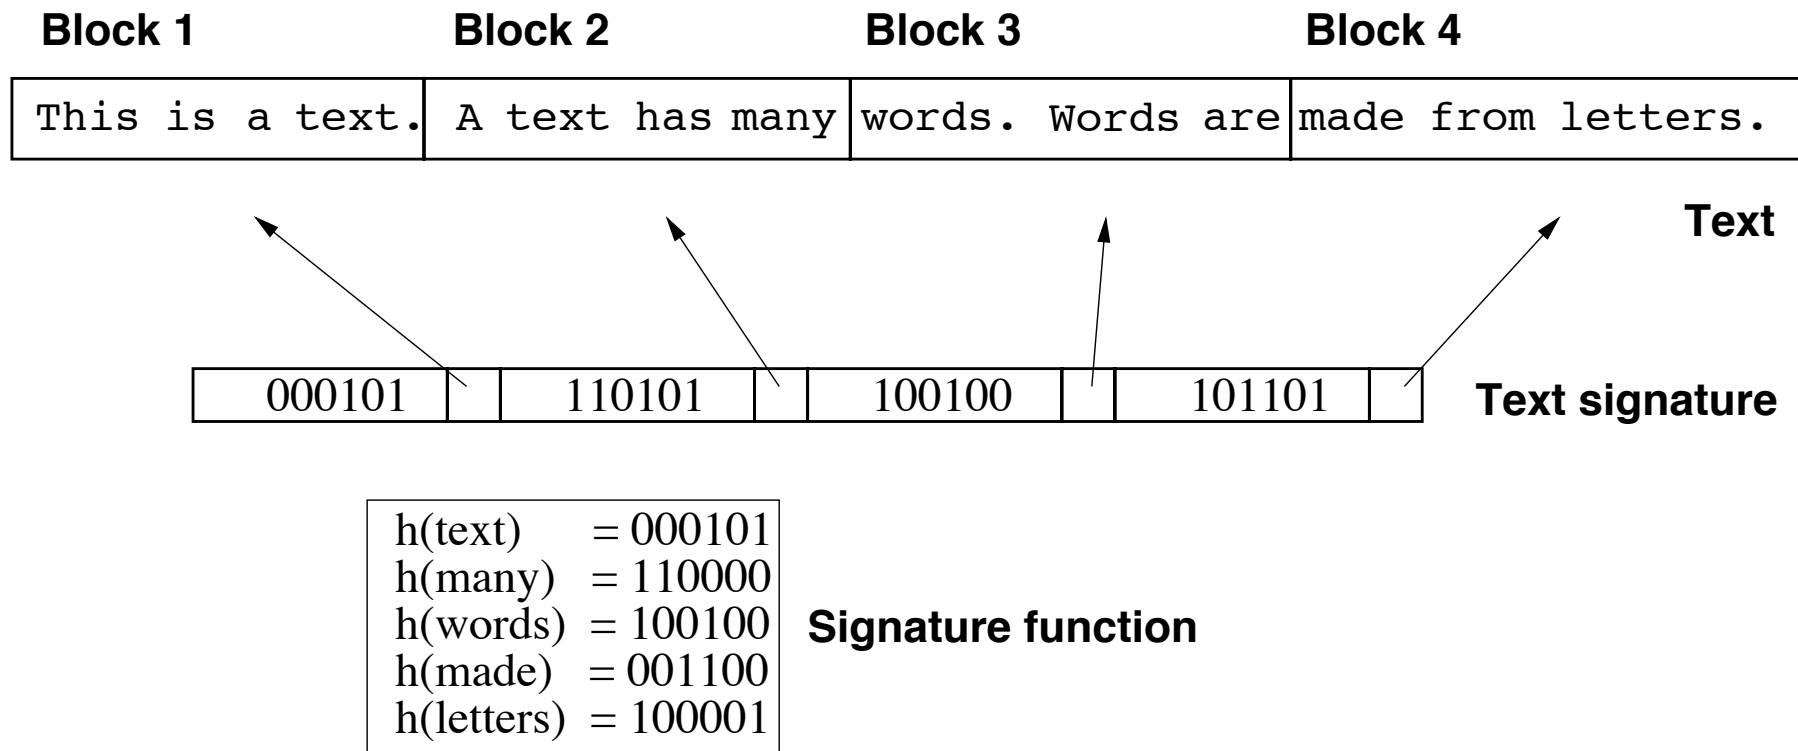 Block 1 Block 2 Block 3 Block 4
This is a text. A text has many words. Words are made from letters.
Text
000101 110101 100100 101101 Text signature
h(text) = 000101
h(many) = 110000
h(words) = 100100
h(made) = 001100
h(letters) = 100001
Signature function